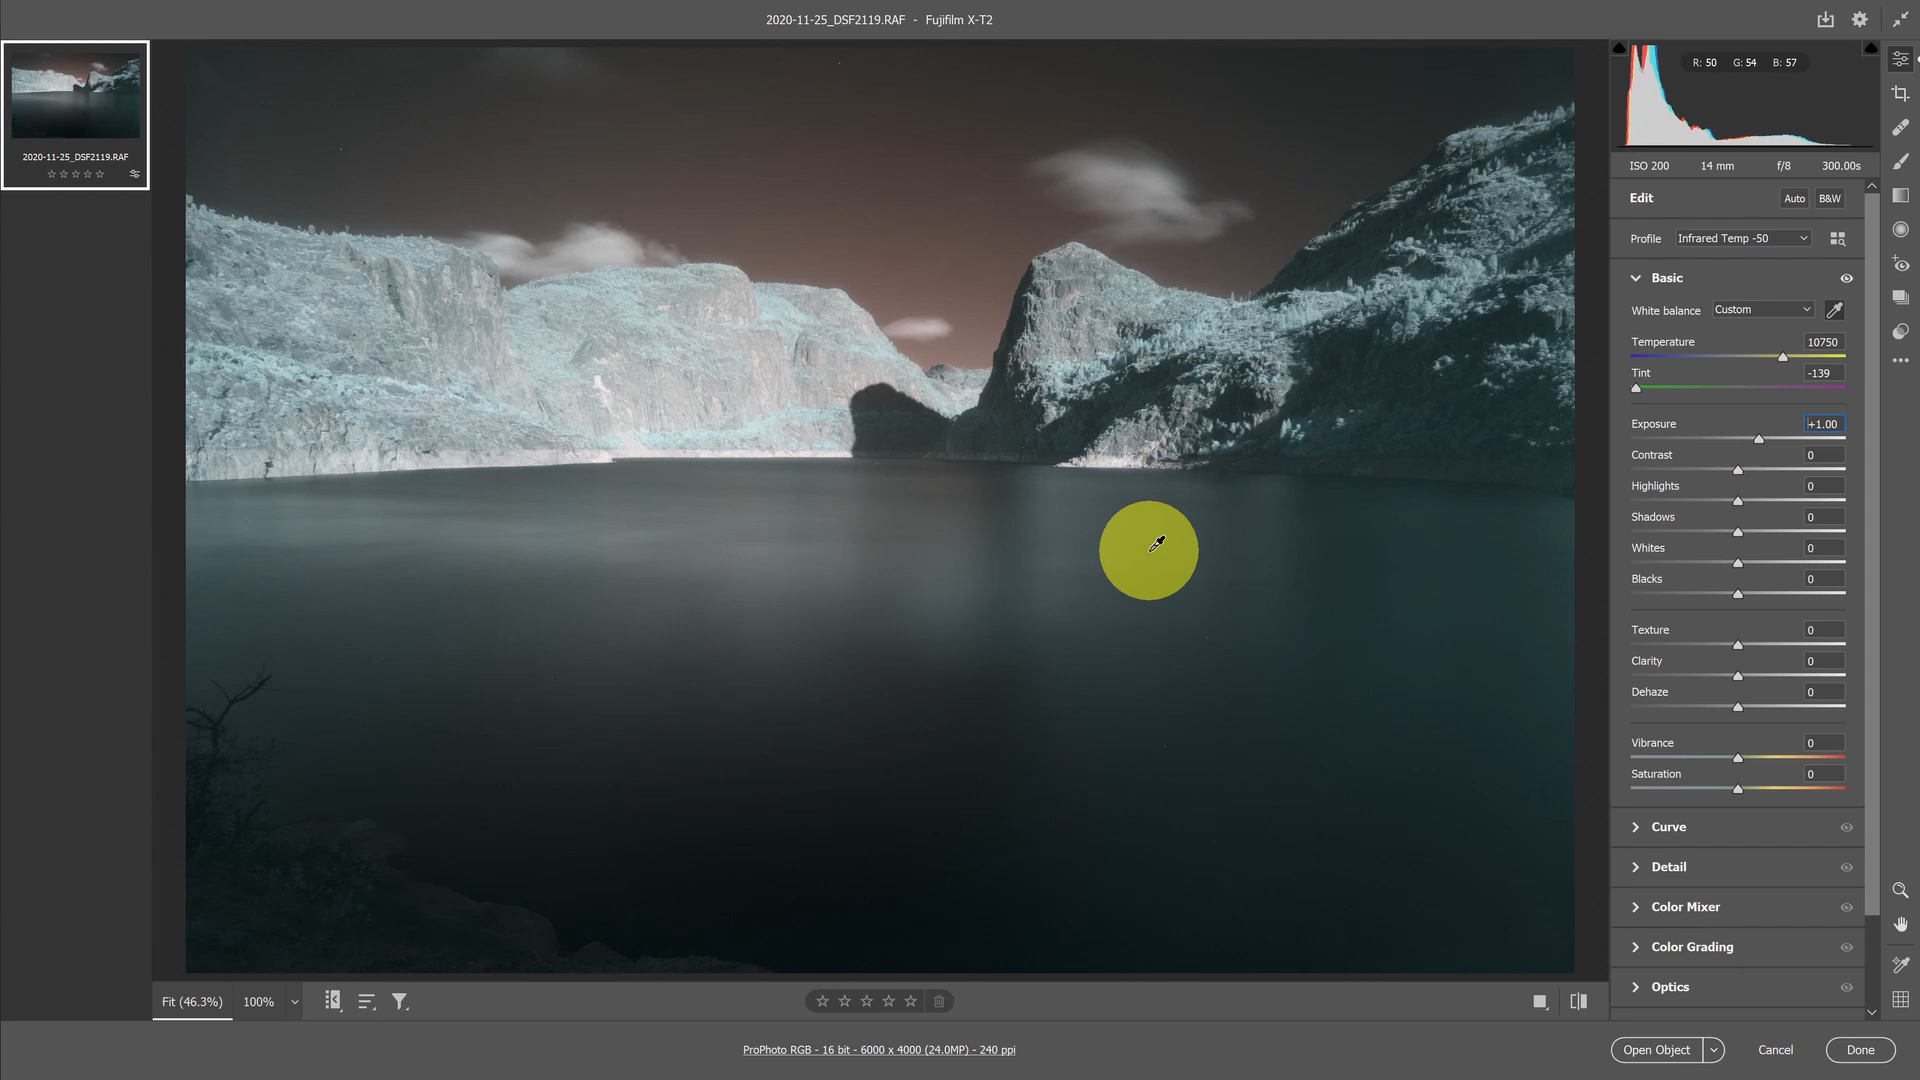 2020-11-25_DSF2119.RAF - Fujifilm X-T2
2020-11-25_DSF2119.RAF
R: 50 G: 54 B: 57
ISO 200 14 mm f/8 300.00s
Edit Auto B&W
Profile Infrared Temp -50
Basic
White balance Custom
Temperature 10750
Tint -139
Exposure +1.00
Contrast 0
Highlights 0
Shadows 0
Whites 0
Blacks 0
Texture 0
Clarity 0
Dehaze 0
Vibrance 0
Saturation 0
Curve
Detail
Color Mixer
Color Grading
Optics
Fit (46.3%) 100%
ProPhoto RGB - 16 bit - 6000 x 4000 (24.0MP) - 240 ppi
Open Object Cancel Done